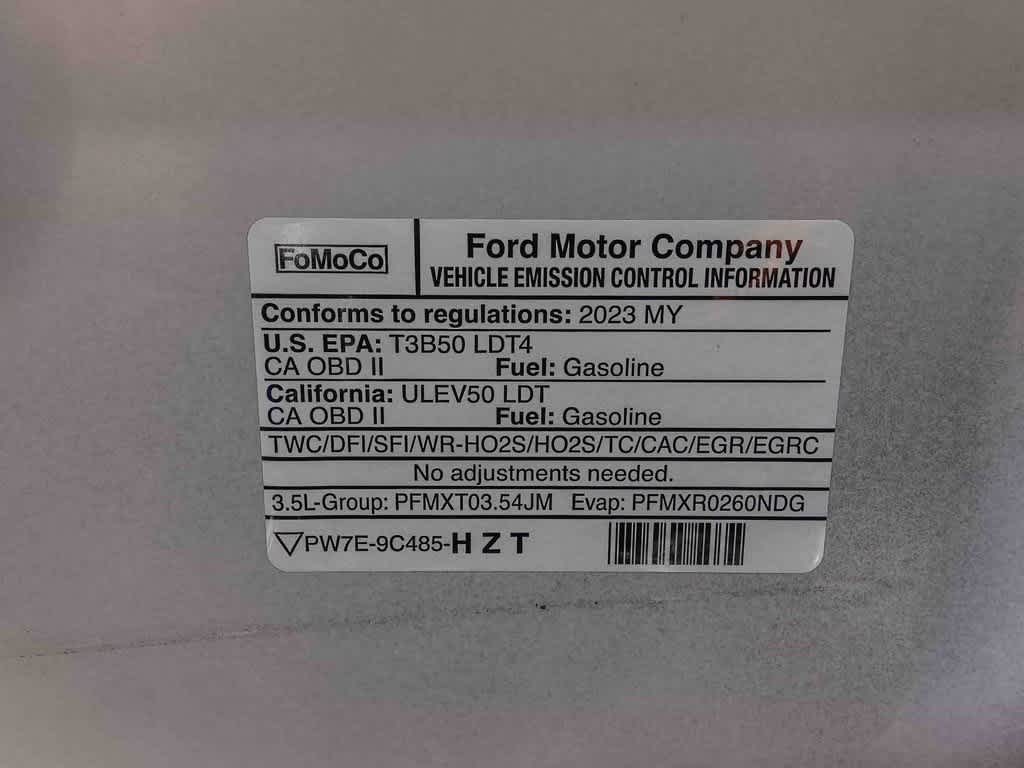 FoMoCo
Ford Motor Company
VEHICLE EMISSION CONTROL INFORMATION
Conforms to regulations: 2023 MY
U.S. EPA: T3B50 LDT4
CA OBD II Fuel: Gasoline
California: ULEV50 LDT
CA OBD II Fuel: Gasoline
TWC/DFI/SFI/WR-HO2S/HO2S/TC/CAC/EGR/EGRC
No adjustments needed.
3.5L-Group: PFMXT03.54JM Evap: PFMXR0260NDG
PW7E-9C485-HZT